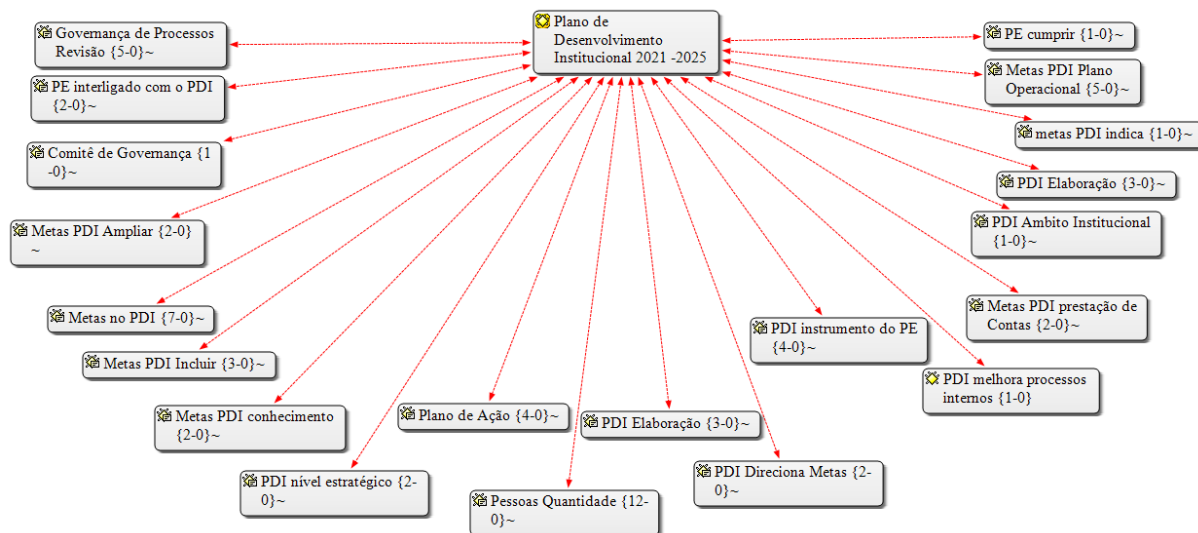 Plano de
Desenvolvimento
Institucional 2021 -2025
Governança de Processos
Revisão {5-0}~
PE interligado com o PDI
{2-0}~
Comitê de Governança {1
-0}~
Metas PDI Ampliar {2-0}
~
Metas no PDI {7-0}~
Metas PDI Incluir {3-0}~
Metas PDI conhecimento
{2-0}~
PDI nível estratégico {2-
0}~
Plano de Ação {4-0}~
Pessoas Quantidade {12-
0}~
PDI Elaboração {3-0}~
PDI Direciona Metas {2-
0}~
PDI instrumento do PE
{4-0}~
PDI melhora processos
internos {1-0}
Metas PDI prestação de
Contas {2-0}~
PDI Ambito Institucional
{1-0}~
PDI Elaboração {3-0}~
metas PDI indica {1-0}~
Metas PDI Plano
Operacional {5-0}~
PE cumprir {1-0}~